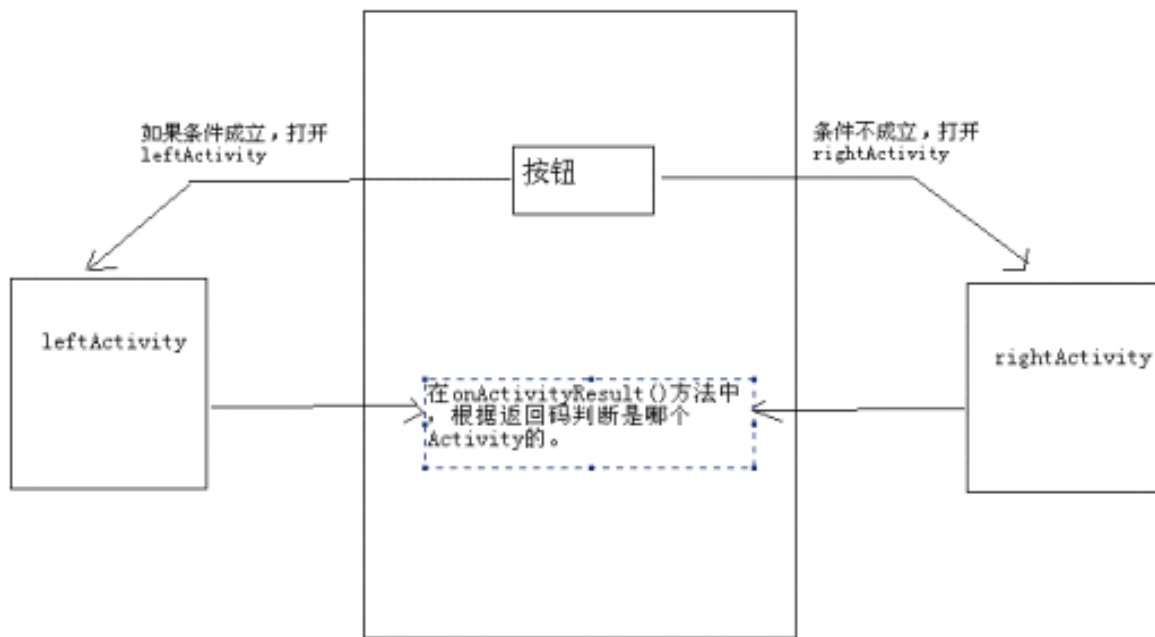 如果条件成立，打开
leftActivity
条件不成立，打开
rightActivity
按钮
leftActivity
rightActivity
在onActivityResult()方法中
，根据返回码判断是哪个
Activity的。